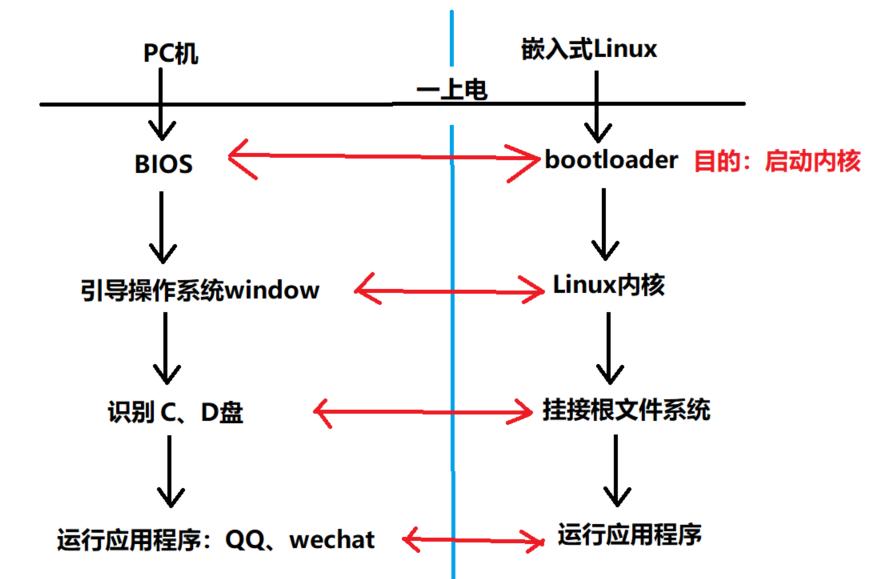 PC机
嵌入式Linux
一上电
BIOS
bootloader 目的：启动内核
引导操作系统window
Linux内核
识别 C、D盘
挂接根文件系统
运行应用程序：QQ、wechat
运行应用程序